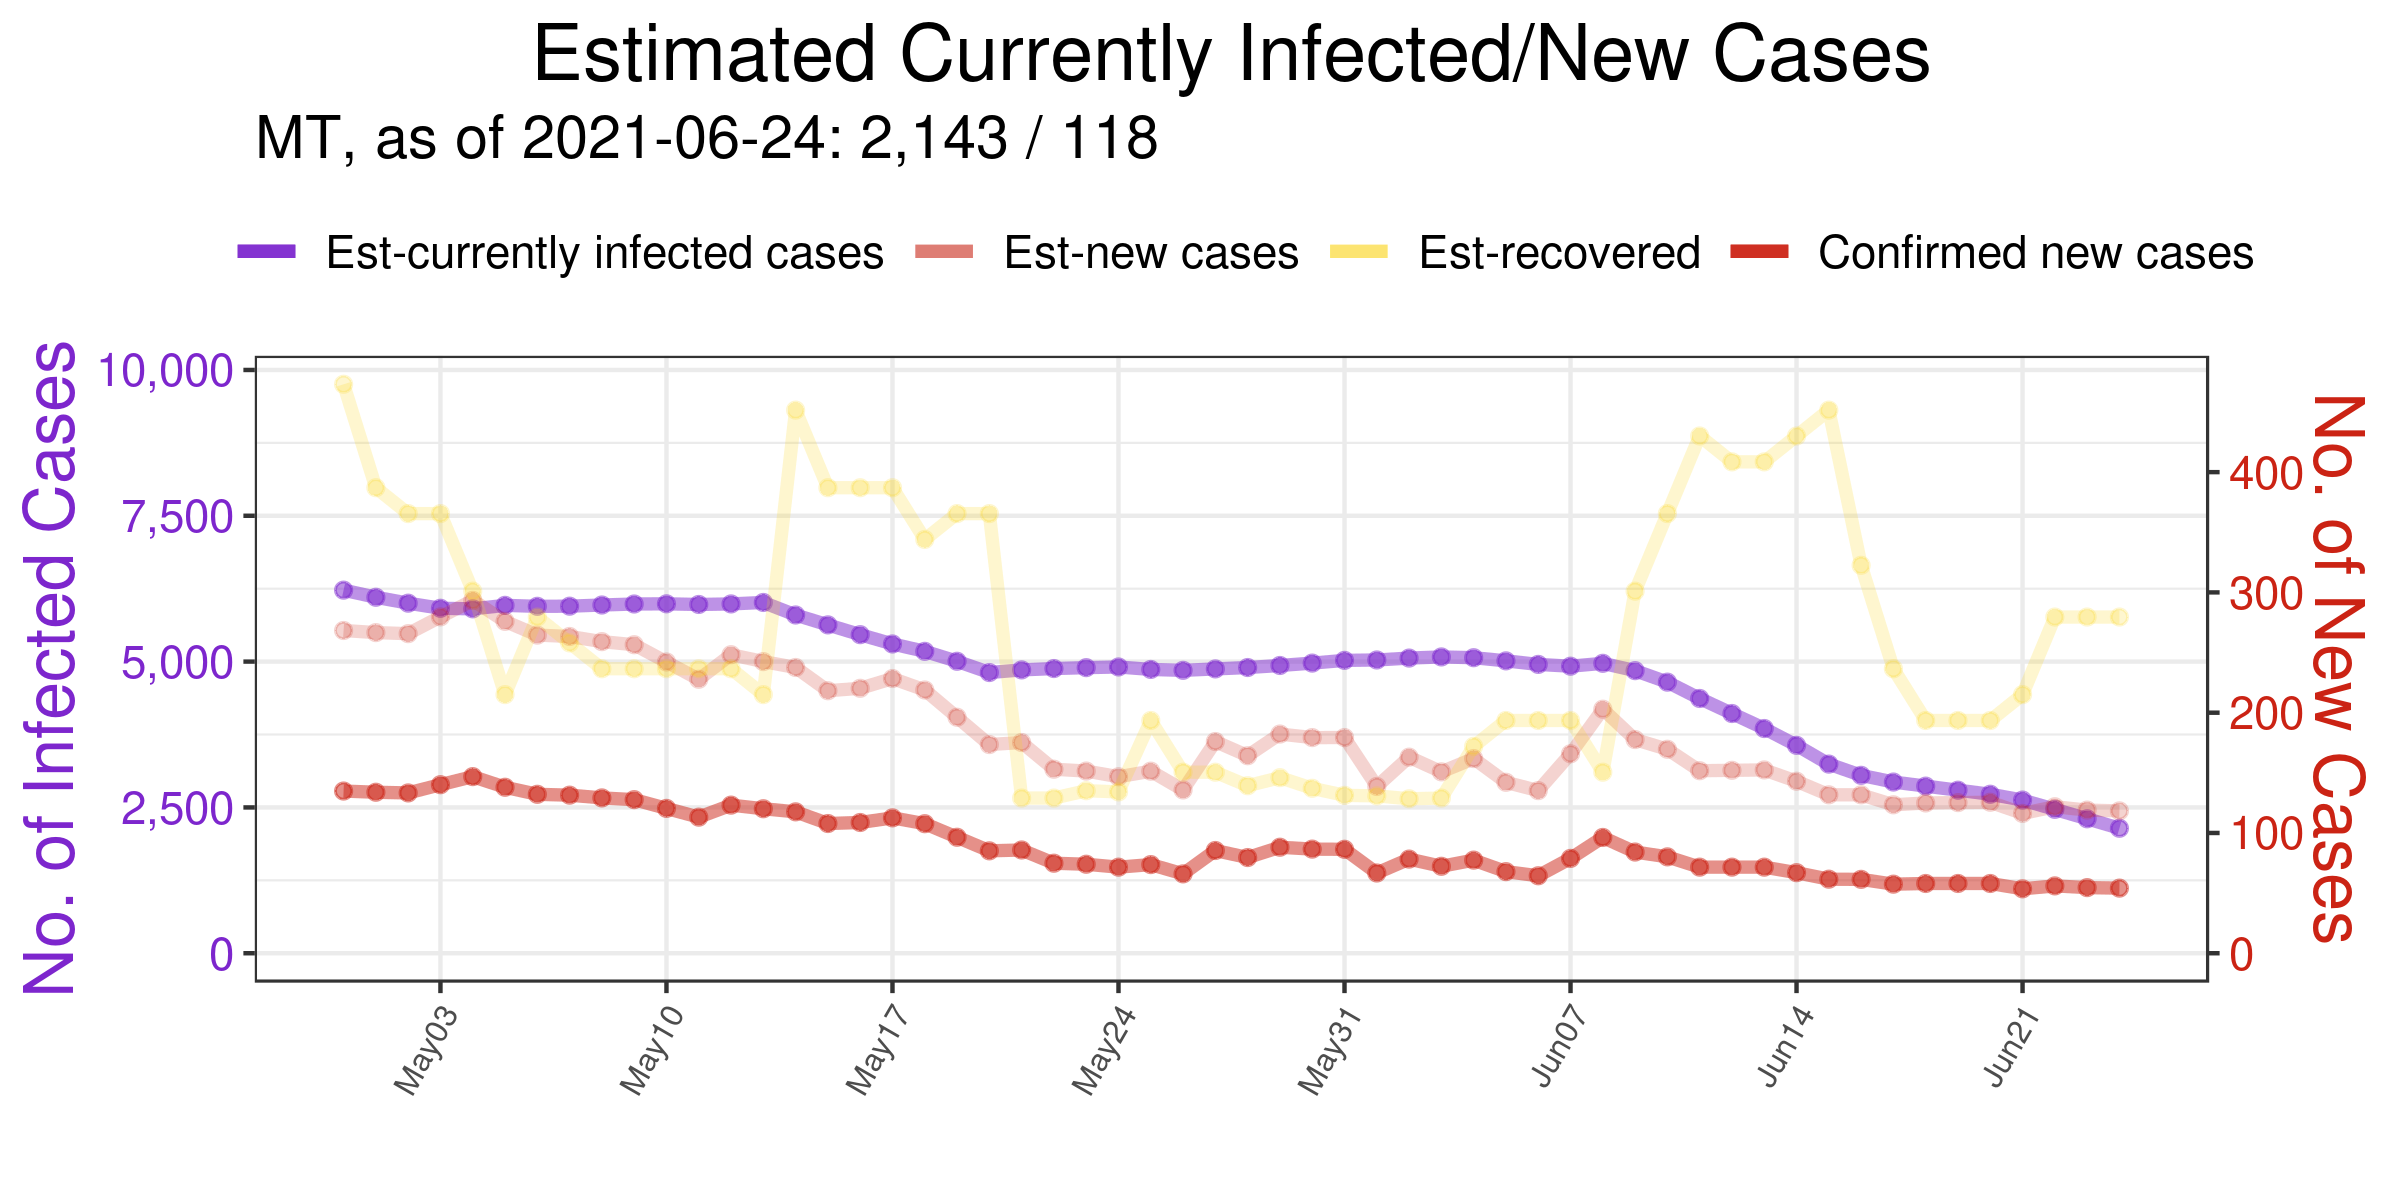 Estimated Currently Infected/New Cases
MT, as of 2021-06-24: 2,143 / 118
Est-currently infected cases Est-new cases Est-recovered Confirmed new cases
No. of Infected Cases
10,000
7,500
5,000
2,500
0
400
300
200
100
0
No. of New Cases
May03 May10 May17 May24 May31 Jun07 Jun14 Jun21